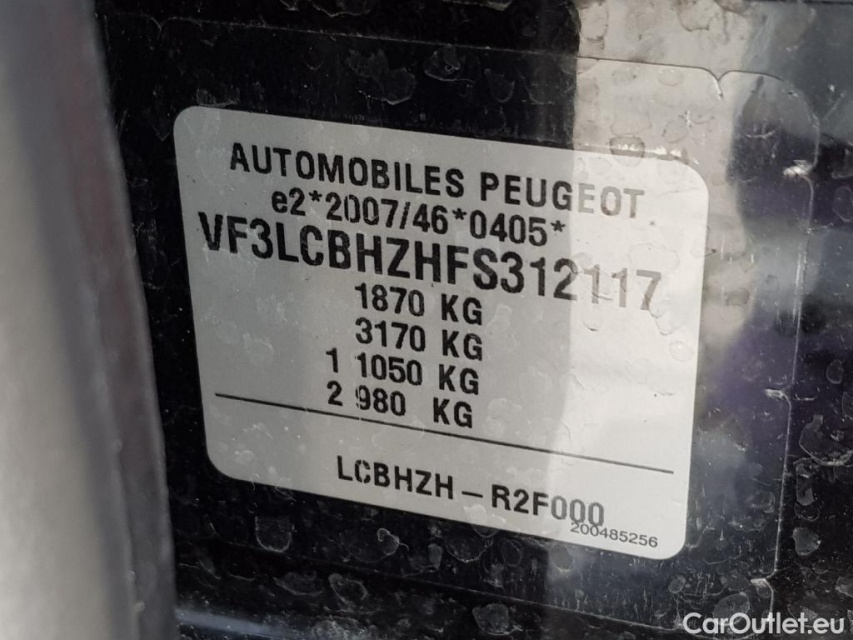 AUTOMOBILES PEUGEOT
e2*2007/46*0405*
VF3LCBHZHFS312117
1870 KG
3170 KG
1 1050 KG
2 980 KG
LCBHZH-R2F000
200485256
CarOutlet.eu